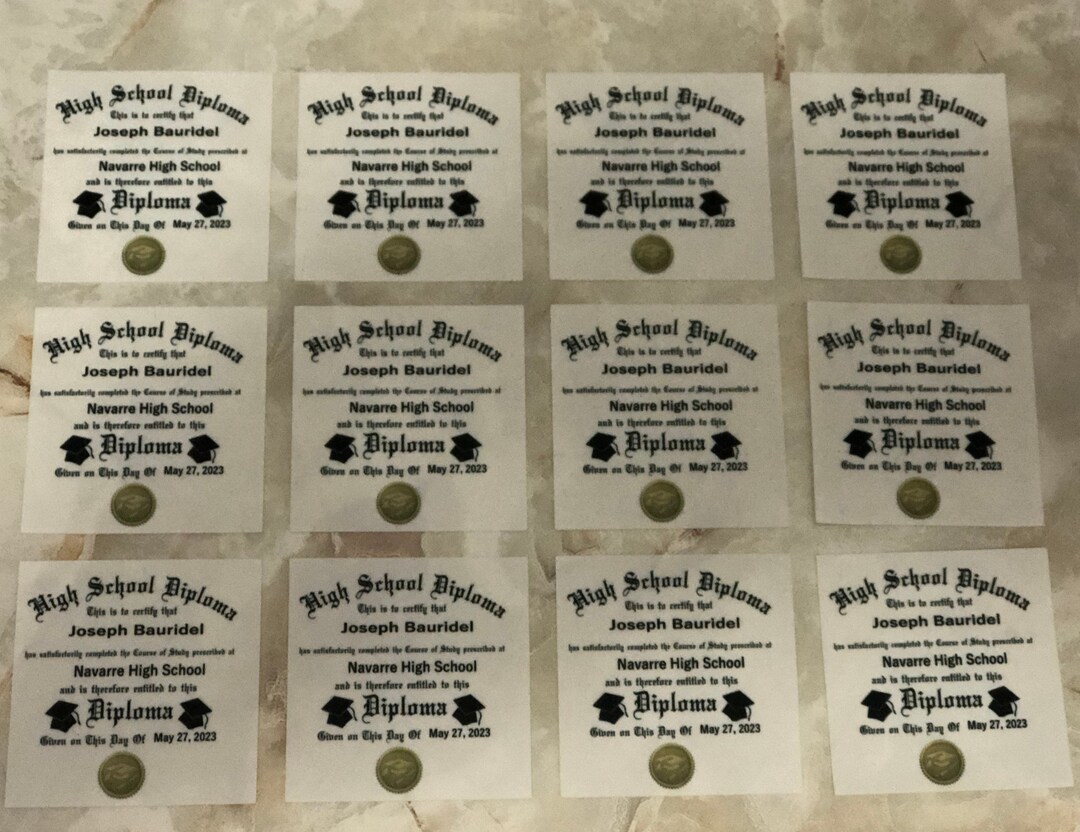 High School Diploma
This is to certify that
Joseph Bauridel
has satisfactorily completed the Course of Study prescribed at
Navarre High School
and is therefore entitled to this
Diploma
Given on This Day Of May 27, 2023
High School Diploma
This is to certify that
Joseph Bauridel
has satisfactorily completed the Course of Study prescribed at
Navarre High School
and is therefore entitled to this
Diploma
Given on This Day Of May 27, 2023
High School Diploma
This is to certify that
Joseph Bauridel
has satisfactorily completed the Course of Study prescribed at
Navarre High School
and is therefore entitled to this
Diploma
Given on This Day Of May 27, 2023
High School Diploma
This is to certify that
Joseph Bauridel
has satisfactorily completed the Course of Study prescribed at
Navarre High School
and is therefore entitled to this
Diploma
Given on This Day Of May 27, 2023
High School Diploma
This is to certify that
Joseph Bauridel
has satisfactorily completed the Course of Study prescribed at
Navarre High School
and is therefore entitled to this
Diploma
Given on This Day Of May 27, 2023
High School Diploma
This is to certify that
Joseph Bauridel
has satisfactorily completed the Course of Study prescribed at
Navarre High School
and is therefore entitled to this
Diploma
Given on This Day Of May 27, 2023
High School Diploma
This is to certify that
Joseph Bauridel
has satisfactorily completed the Course of Study prescribed at
Navarre High School
and is therefore entitled to this
Diploma
Given on This Day Of May 27, 2023
High School Diploma
This is to certify that
Joseph Bauridel
has satisfactorily completed the Course of Study prescribed at
Navarre High School
and is therefore entitled to this
Diploma
Given on This Day Of May 27, 2023
High School Diploma
This is to certify that
Joseph Bauridel
has satisfactorily completed the Course of Study prescribed at
Navarre High School
and is therefore entitled to this
Diploma
Given on This Day Of May 27, 2023
High School Diploma
This is to certify that
Joseph Bauridel
has satisfactorily completed the Course of Study prescribed at
Navarre High School
and is therefore entitled to this
Diploma
Given on This Day Of May 27, 2023
High School Diploma
This is to certify that
Joseph Bauridel
has satisfactorily completed the Course of Study prescribed at
Navarre High School
and is therefore entitled to this
Diploma
Given on This Day Of May 27, 2023
High School Diploma
This is to certify that
Joseph Bauridel
has satisfactorily completed the Course of Study prescribed at
Navarre High School
and is therefore entitled to this
Diploma
Given on This Day Of May 27, 2023